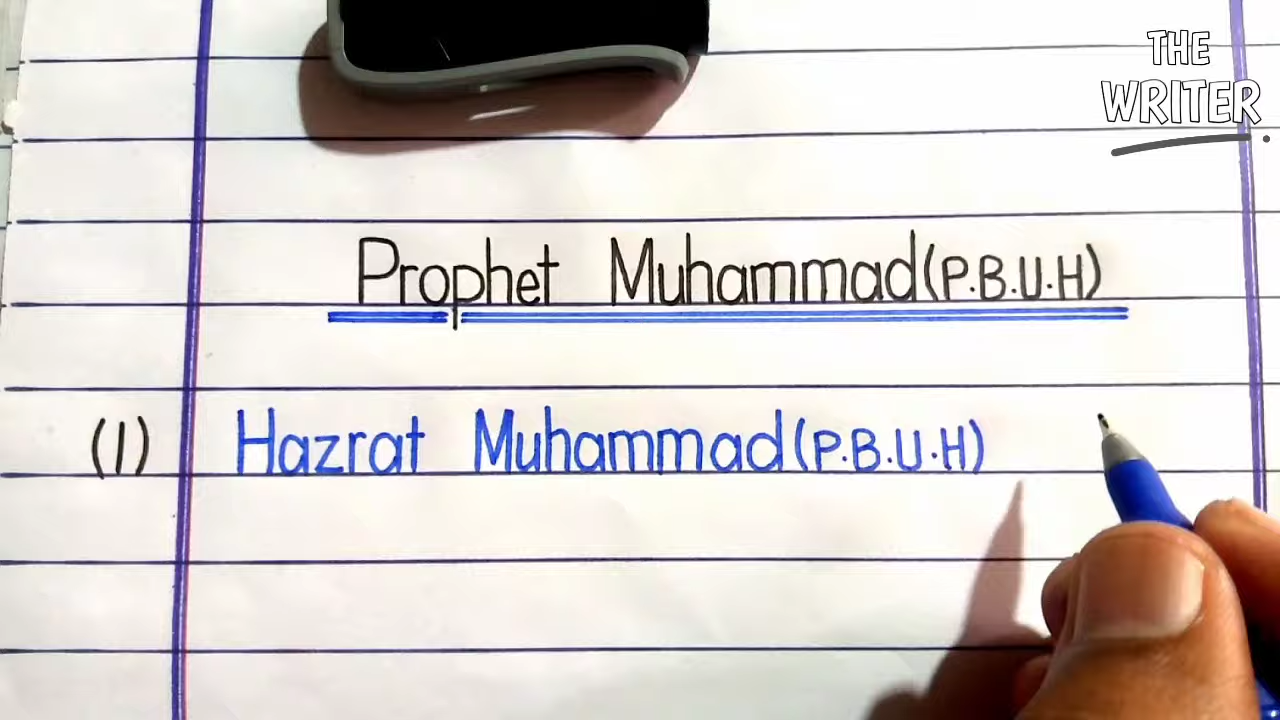 THE
WRITER.
Prophet Muhammad(P.B.U.H)
(1) Hazrat Muhammad(P.B.U.H)